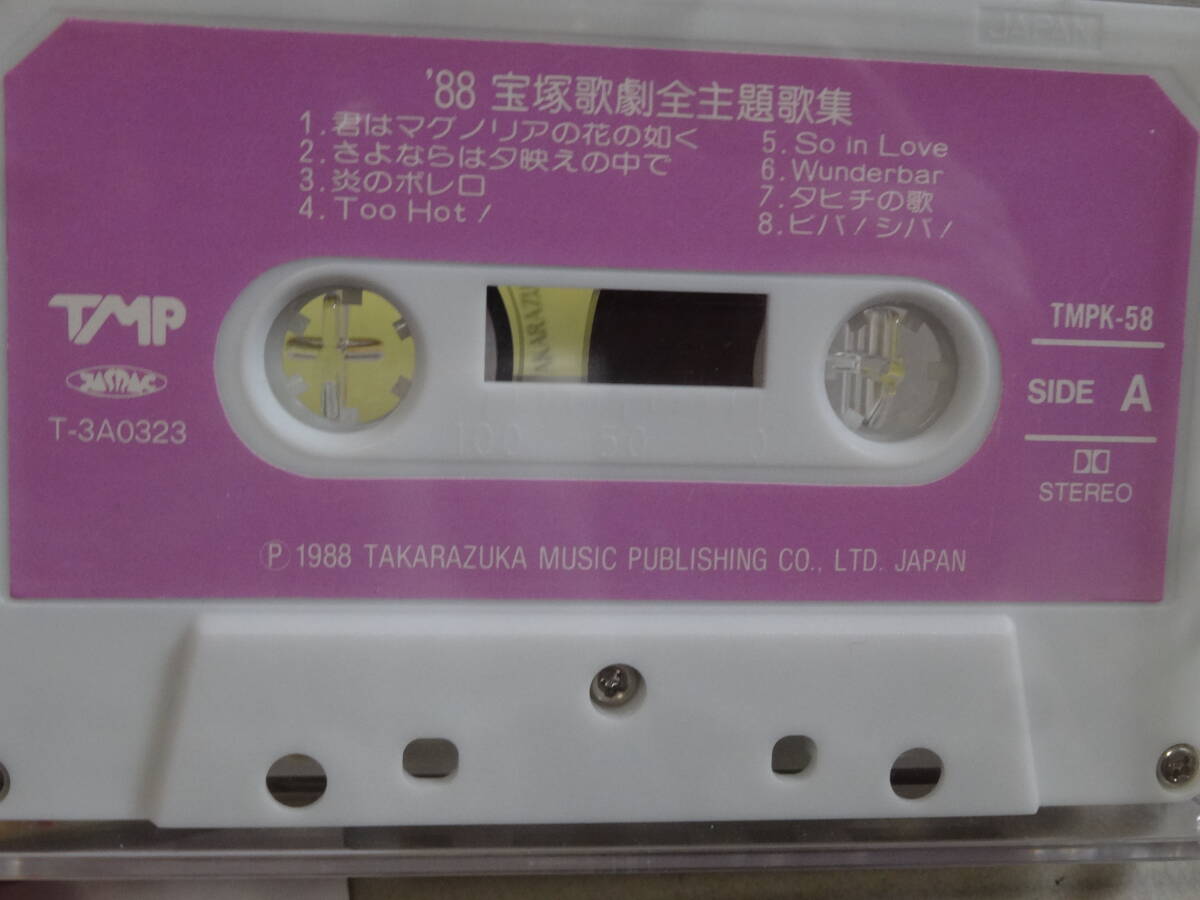 JAPAN
'88 宝塚歌劇全主題歌集
1. 君はマグノリアの花の如く
2. さよならは夕映えの中で
3. 炎のボレロ
4. Too Hot!
5. So in Love
6. Wunderbar
7. タヒチの歌
8. ビバ!シバ!
TMP
JASRAC
T-3A0323
AKARAZU
100 50 0
TMPK-58
SIDE A
STEREO
Ⓟ 1988 TAKARAZUKA MUSIC PUBLISHING CO., LTD. JAPAN